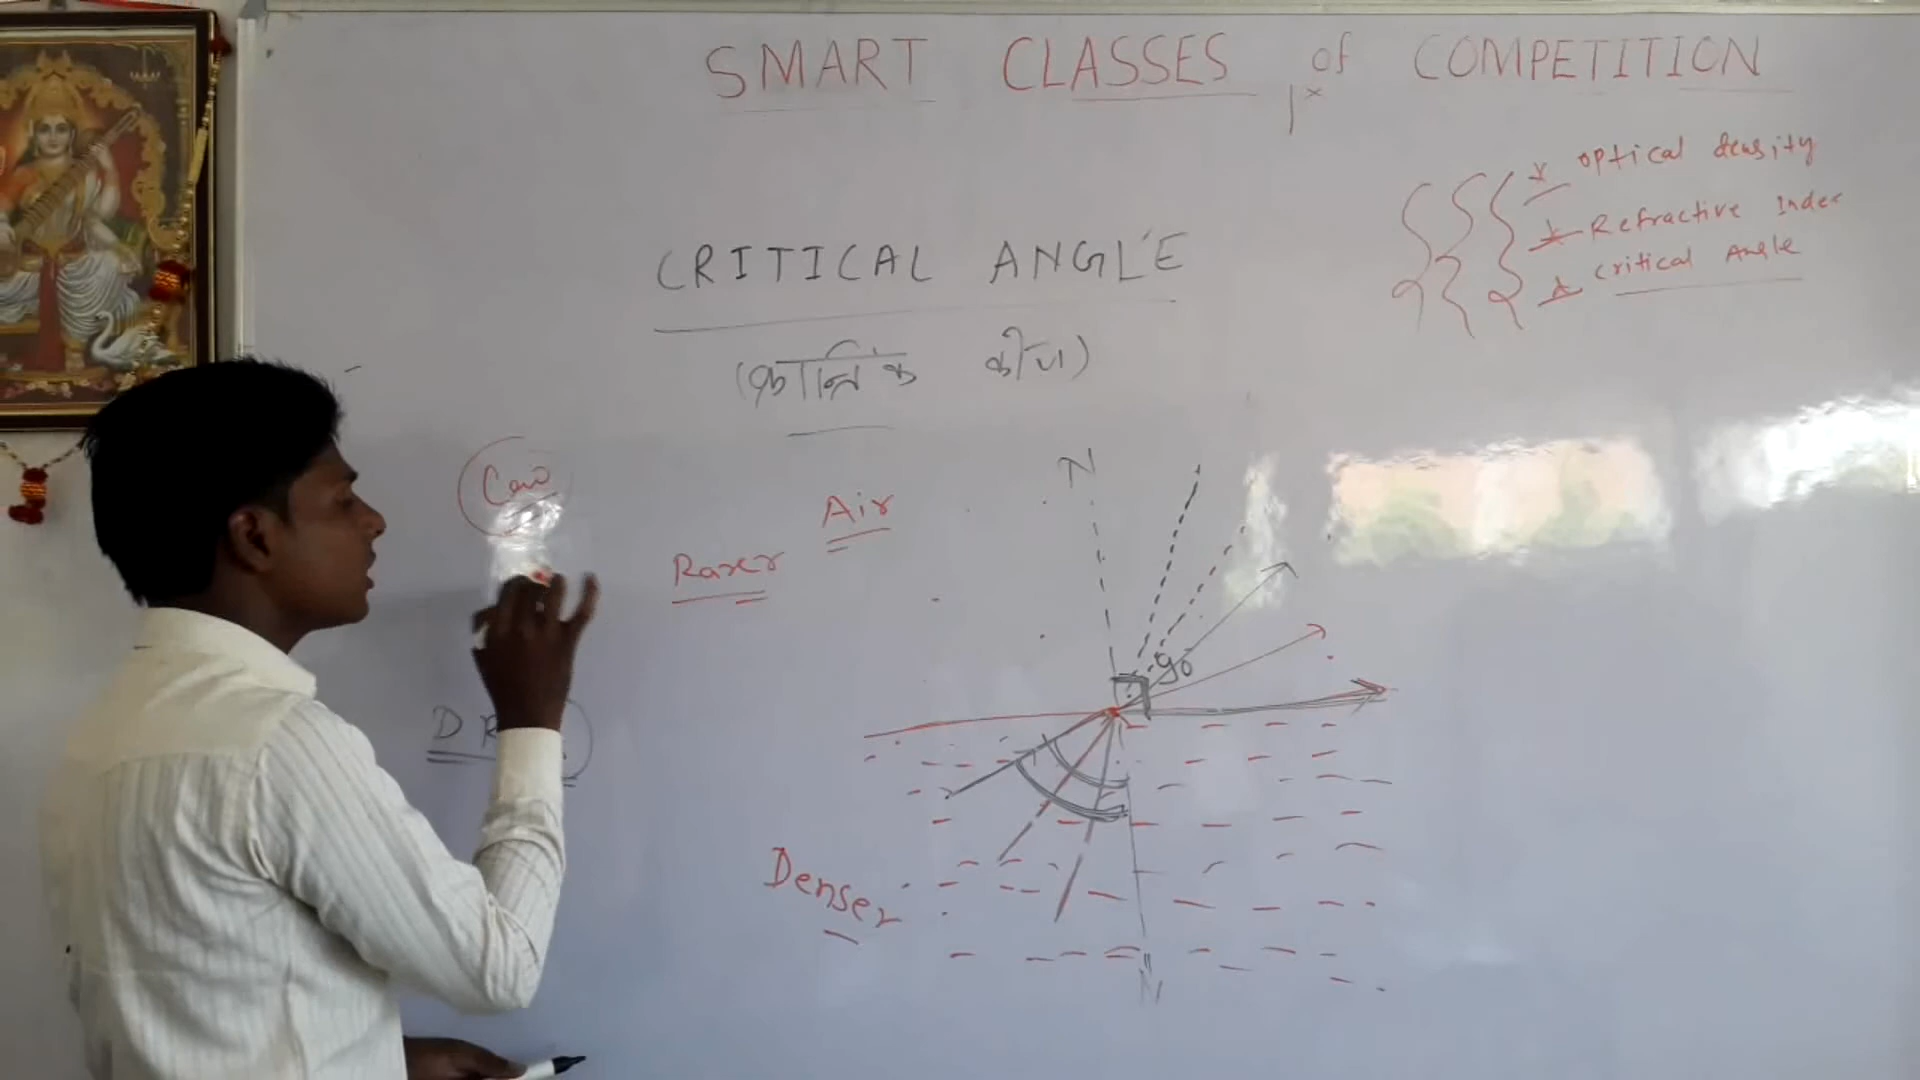 SMART CLASSES of COMPETITION
optical density
Refractive Index
Critical Angle
CRITICAL ANGLE
(क्रान्तिक कोण)
N
Air
Rarer
90
Denser
N